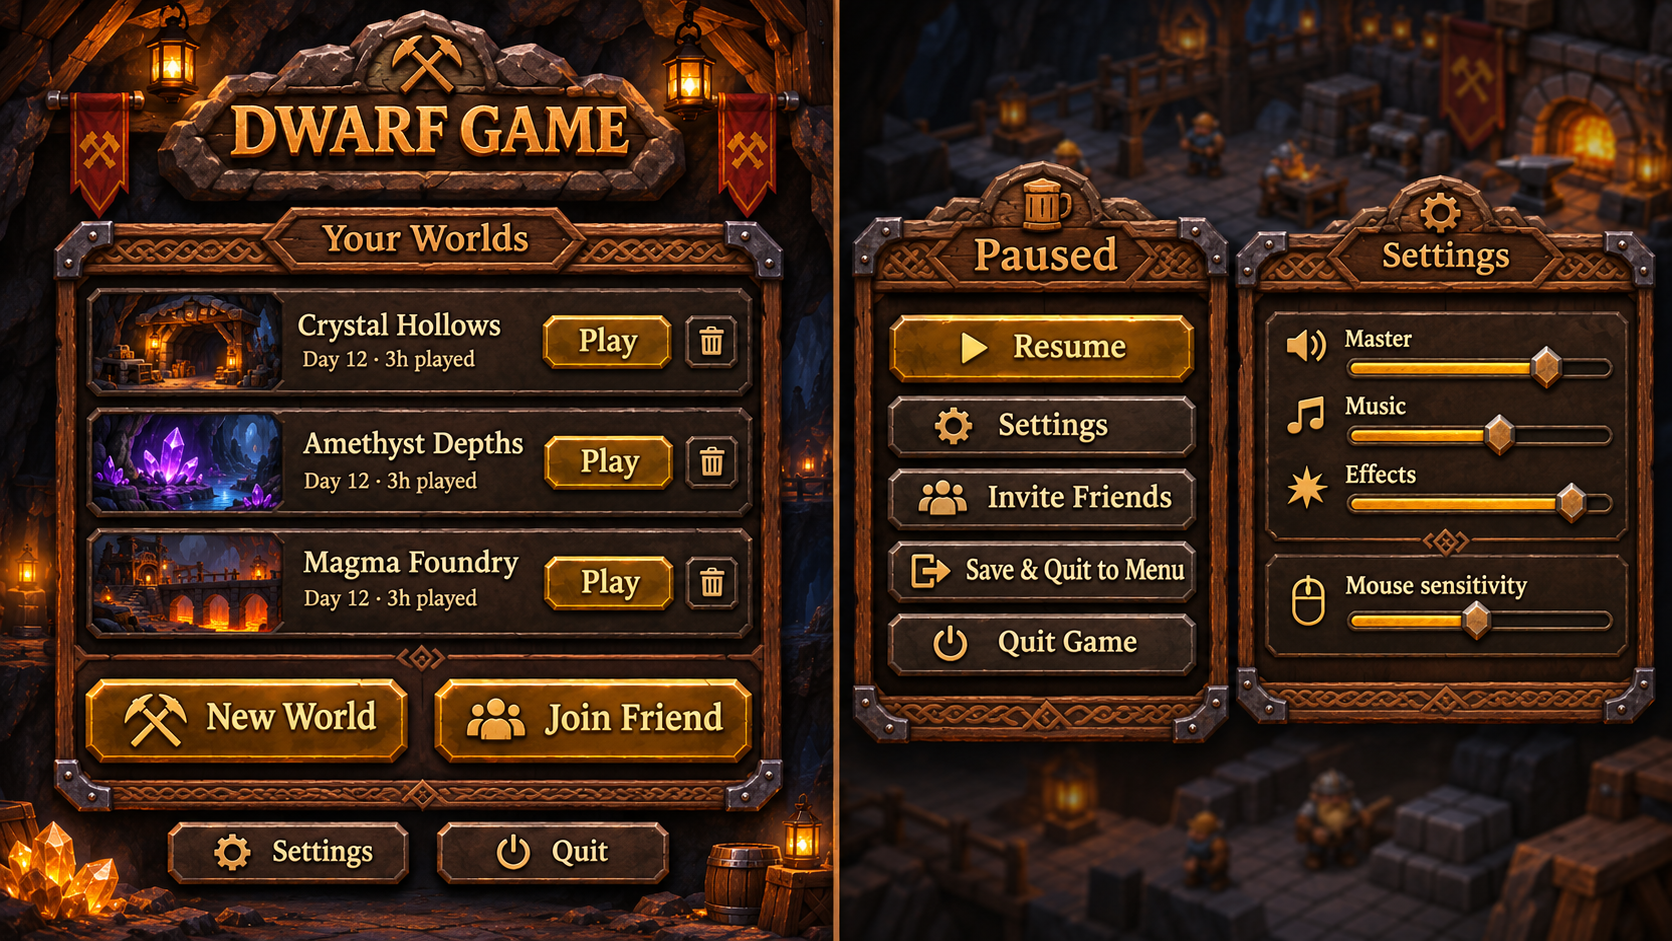 DWARF GAME
Your Worlds
Crystal Hollows
Day 12 · 3h played
Play
Amethyst Depths
Day 12 · 3h played
Play
Magma Foundry
Day 12 · 3h played
Play
New World
Join Friend
Settings
Quit
Paused
Resume
Settings
Invite Friends
Save & Quit to Menu
Quit Game
Settings
Master
Music
Effects
Mouse sensitivity